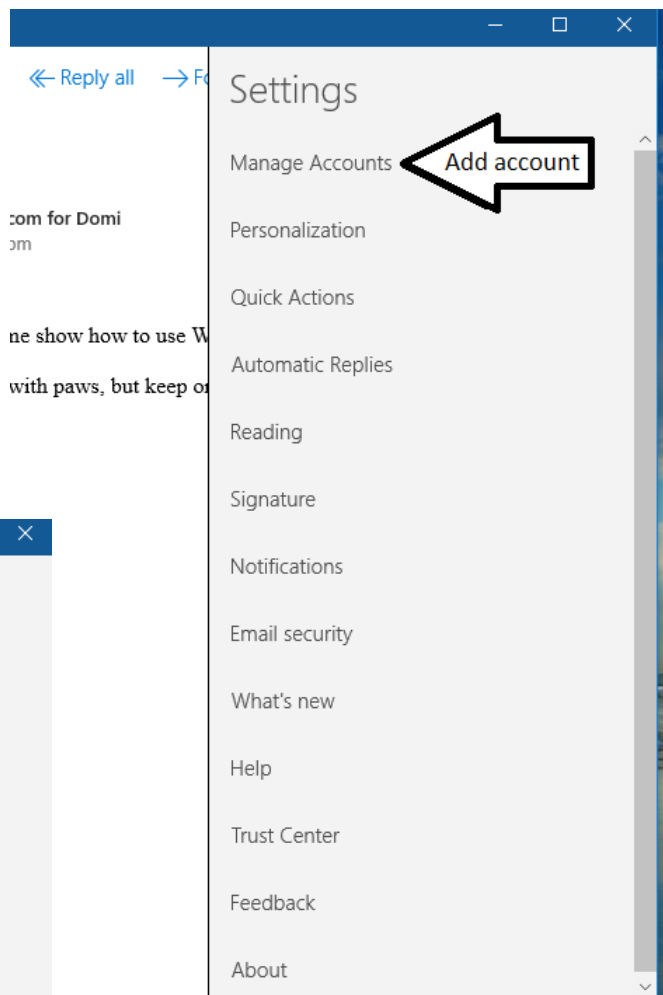 Reply all
Settings
Manage Accounts
Add account
com for Domi
Personalization
Quick Actions
me show how to use W
Automatic Replies
with paws, but keep
Reading
Signature
Notifications
Email security
What's new
Help
Trust Center
Feedback
About